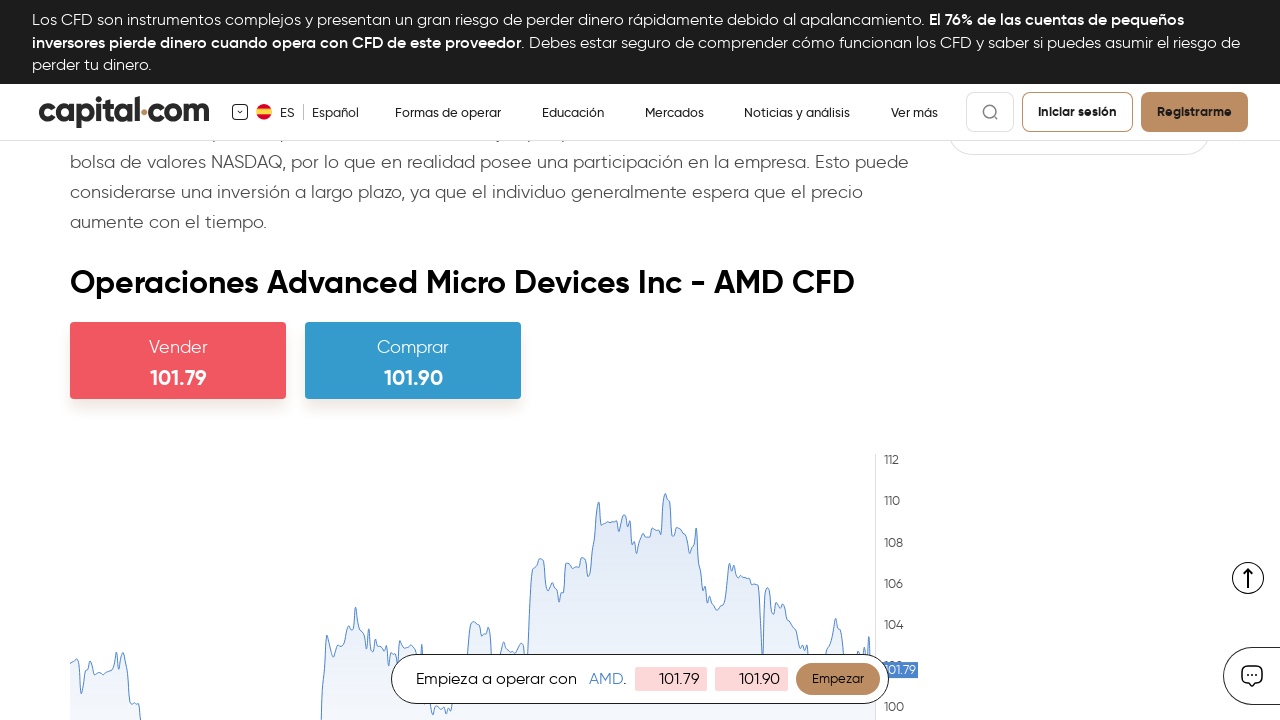 Los CFD son instrumentos complejos y presentan un gran riesgo de perder dinero rápidamente debido al apalancamiento. El 76% de las cuentas de pequeños
inversores pierde dinero cuando opera con CFD de este proveedor. Debes estar seguro de comprender cómo funcionan los CFD y saber si puedes asumir el riesgo de
perder tu dinero.
capital.com ES Español Formas de operar Educación Mercados Noticias y análisis Ver más Iniciar sesión Registrarme
bolsa de valores NASDAQ, por lo que en realidad posee una participación en la empresa. Esto puede
considerarse una inversión a largo plazo, ya que el individuo generalmente espera que el precio
aumente con el tiempo.
Operaciones Advanced Micro Devices Inc - AMD CFD
Vender Comprar
101.79 101.90
112
110
108
106
104
101.79
100
Empieza a operar con AMD. 101.79 101.90 Empezar